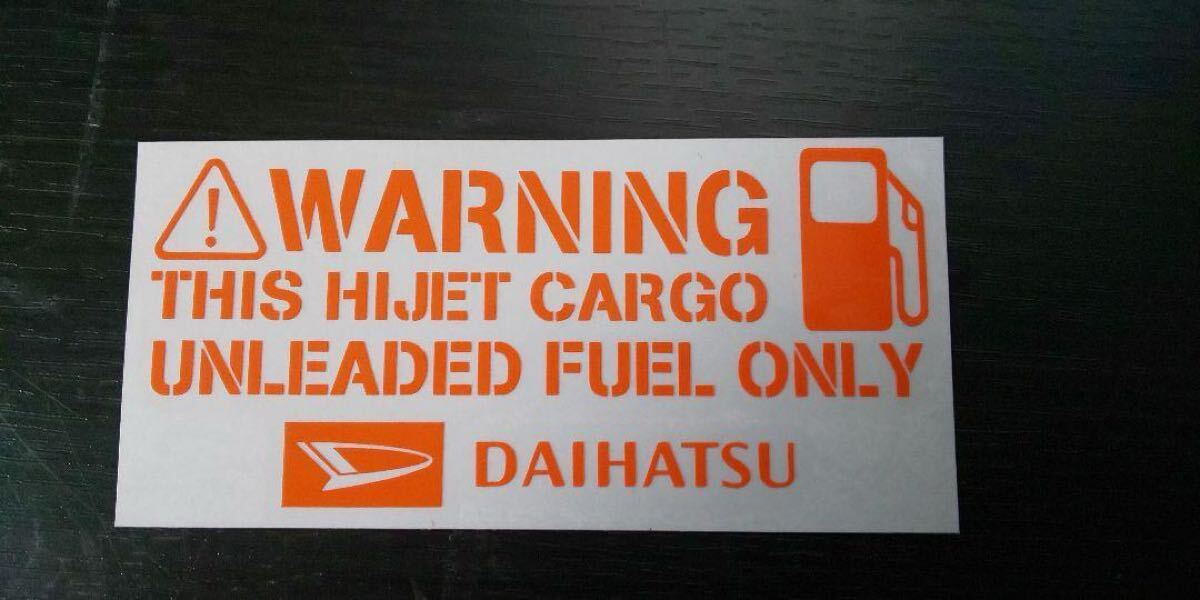 ! WARNING
THIS HIJET CARGO
UNLEADED FUEL ONLY
DAIHATSU